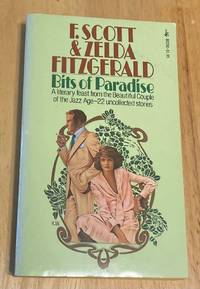 F. SCOTT
& ZELDA
FITZGERALD
Bits of Paradise
A literary feast from the Beautiful Couple
of the Jazz Age—22 uncollected stories